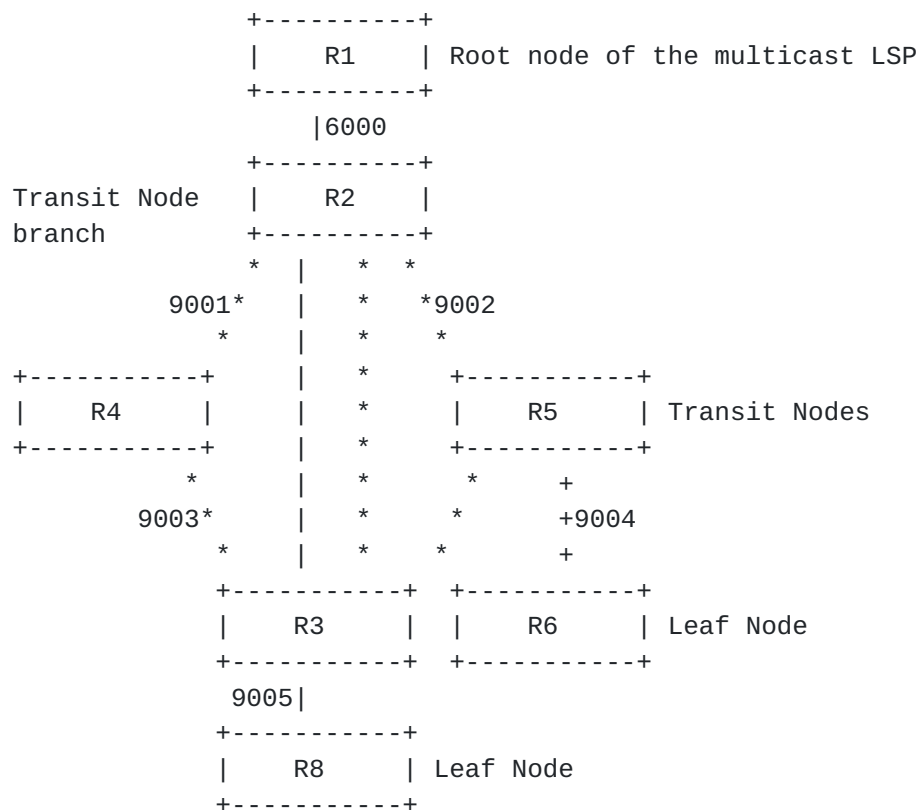 +----------+
|    R1    | Root node of the multicast LSP
+----------+
|6000
+----------+
Transit Node   |    R2    |
branch         +----------+
*  |   *  *
9001*   |   *   *9002
*    |   *    *
+-----------+     |   *     +-----------+
|     R4     |     |   *     |    R5     | Transit Nodes
+-----------+     |   *     +-----------+
*      |   *      *     +
9003*     |   *     *      +9004
*    |   *    *       +
+-----------+  +-----------+
|    R3     |  |    R6     | Leaf Node
+-----------+  +-----------+
9005|
+-----------+
|    R8     | Leaf Node
+-----------+